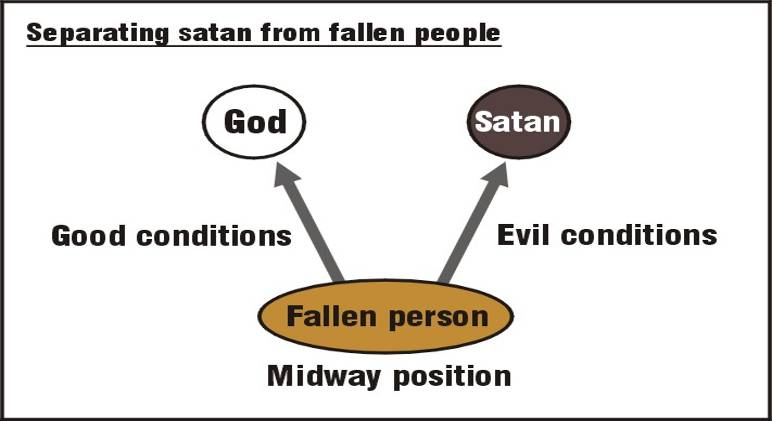 Separating satan from fallen people
God
Satan
Good conditions
Evil conditions
Fallen person
Midway position